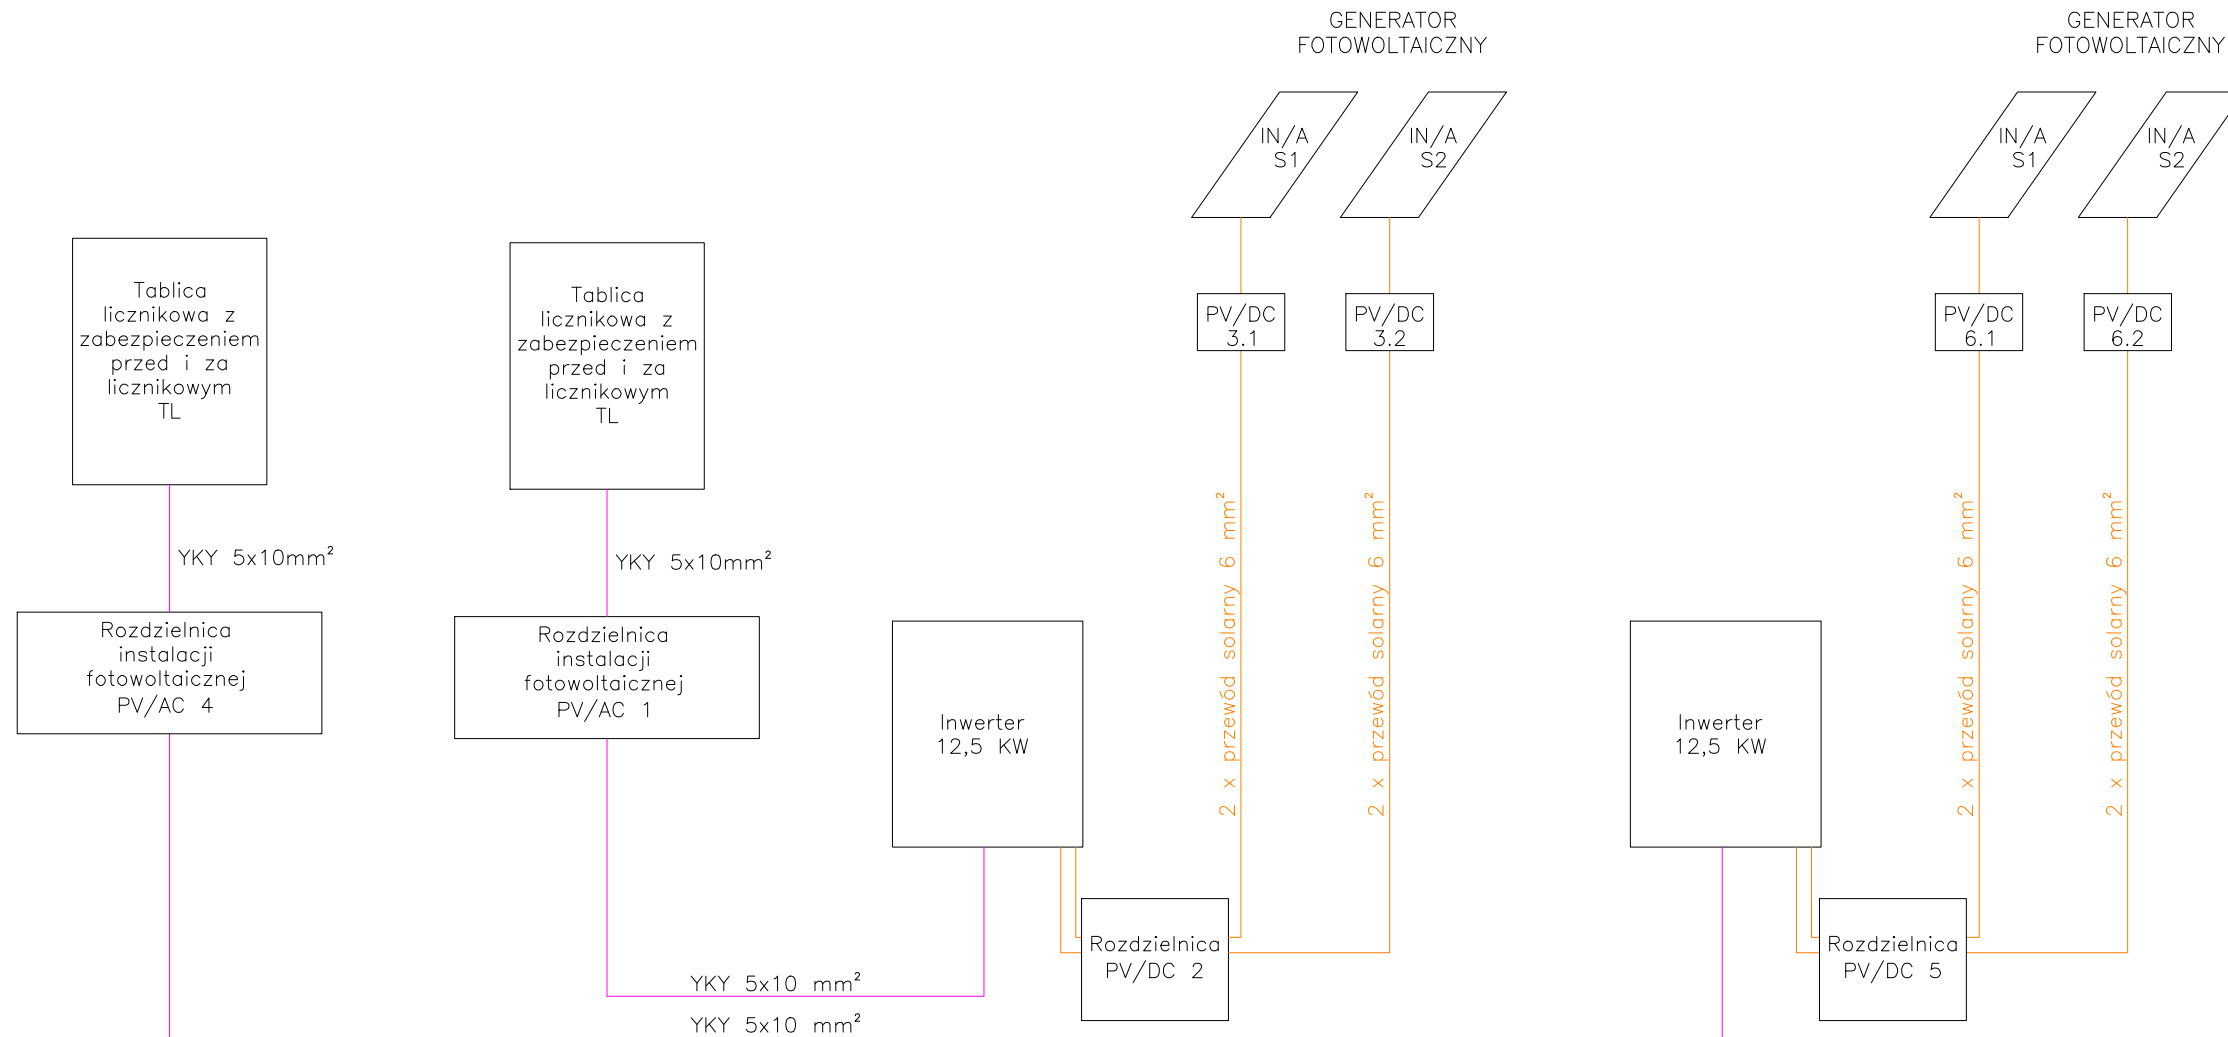 GENERATOR
FOTOWOLTAICZNY
GENERATOR
FOTOWOLTAICZNY
IN/A
S1
IN/A
S2
IN/A
S1
IN/A
S2
Tablica
licznikowa z
zabezpieczeniem
przed i za
licznikowym
TL
Tablica
licznikowa z
zabezpieczeniem
przed i za
licznikowym
TL
PV/DC
3.1
PV/DC
3.2
PV/DC
6.1
PV/DC
6.2
YKY 5x10mm²
YKY 5x10mm²
2 x przewód solarny 6 mm²
2 x przewód solarny 6 mm²
2 x przewód solarny 6 mm²
2 x przewód solarny 6 mm²
Rozdzielnica
instalacji
fotowoltaicznej
PV/AC 4
Rozdzielnica
instalacji
fotowoltaicznej
PV/AC 1
Inwerter
12,5 KW
Inwerter
12,5 KW
Rozdzielnica
PV/DC 2
Rozdzielnica
PV/DC 5
YKY 5x10 mm²
YKY 5x10 mm²